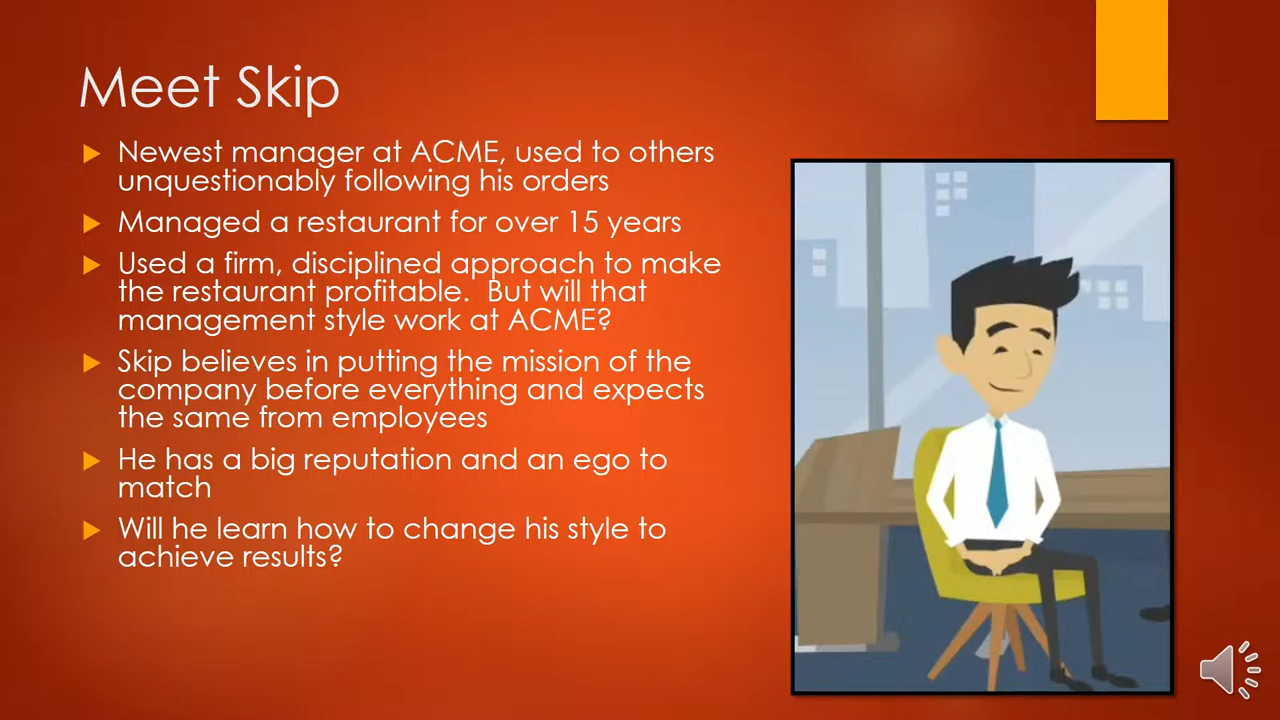 Meet Skip
Newest manager at ACME, used to others
unquestionably following his orders
Managed a restaurant for over 15 years
Used a firm, disciplined approach to make
the restaurant profitable.  But will that
management style work at ACME?
Skip believes in putting the mission of the
company before everything and expects
the same from employees
He has a big reputation and an ego to
match
Will he learn how to change his style to
achieve results?